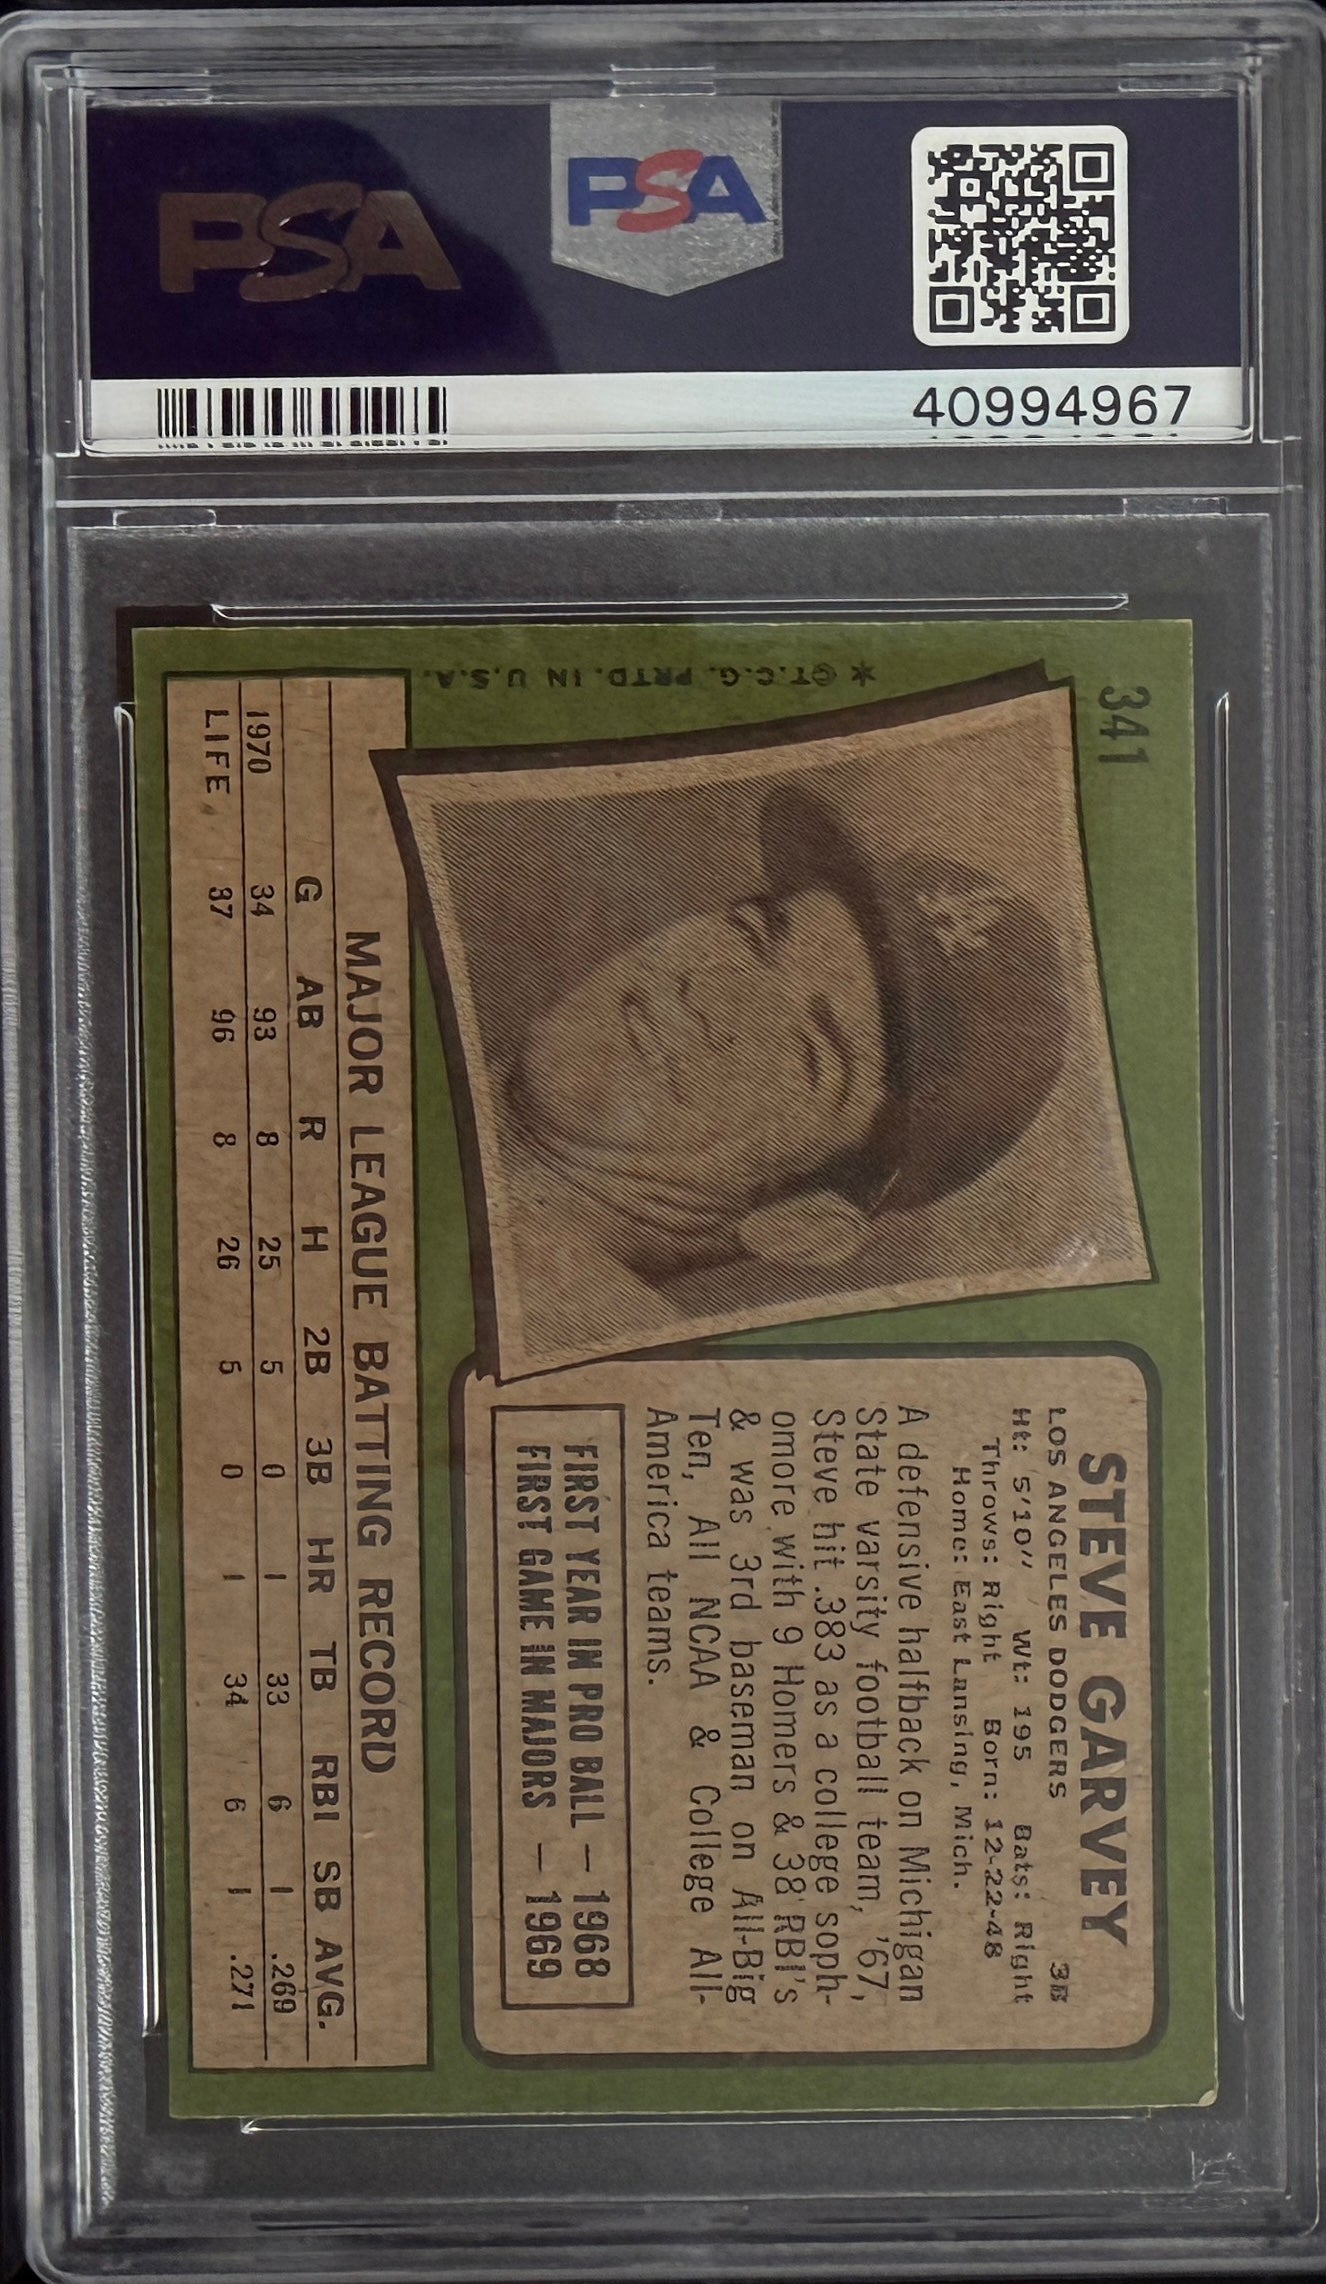 PSA
PSA
40994967
341
*©T.C.G. PRTD. IN U.S.A.
STEVE GARVEY
LOS ANGELES DODGERS 3B
Ht: 5'10" Wt: 195 Bats: Right
Throws: Right Born: 12-22-48
Home: East Lansing, Mich.
A defensive halfback on Michigan
State varsity football team, '67,
Steve hit .383 as a college soph-
omore with 9 Homers & 38 RBI's
& was 3rd baseman on All-Big
Ten, All NCAA & College All-
America teams.
FIRST YEAR IN PRO BALL — 1968
FIRST GAME IN MAJORS — 1969
MAJOR LEAGUE BATTING RECORD
G AB R H 2B 3B HR TB RBI SB AVG.
1970 34 93 8 25 5 0 1 33 6 1 .269
LIFE 37 96 8 26 5 0 1 34 6 1 .271